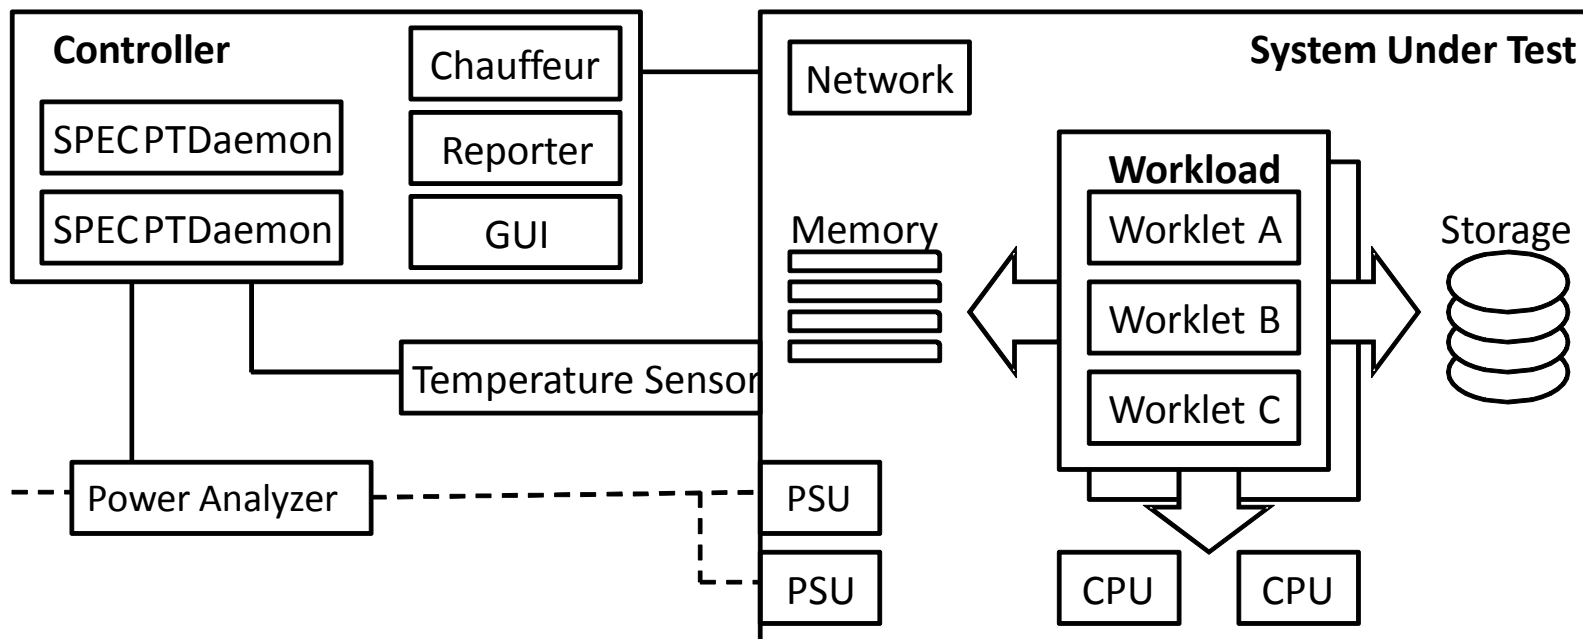 Controller
Chauffeur
SPEC PTDaemon
Reporter
SPEC PTDaemon
GUI
Temperature Sensor
Power Analyzer
System Under Test
Network
Workload
Worklet A
Memory
Storage
Worklet B
Worklet C
PSU
PSU
CPU
CPU